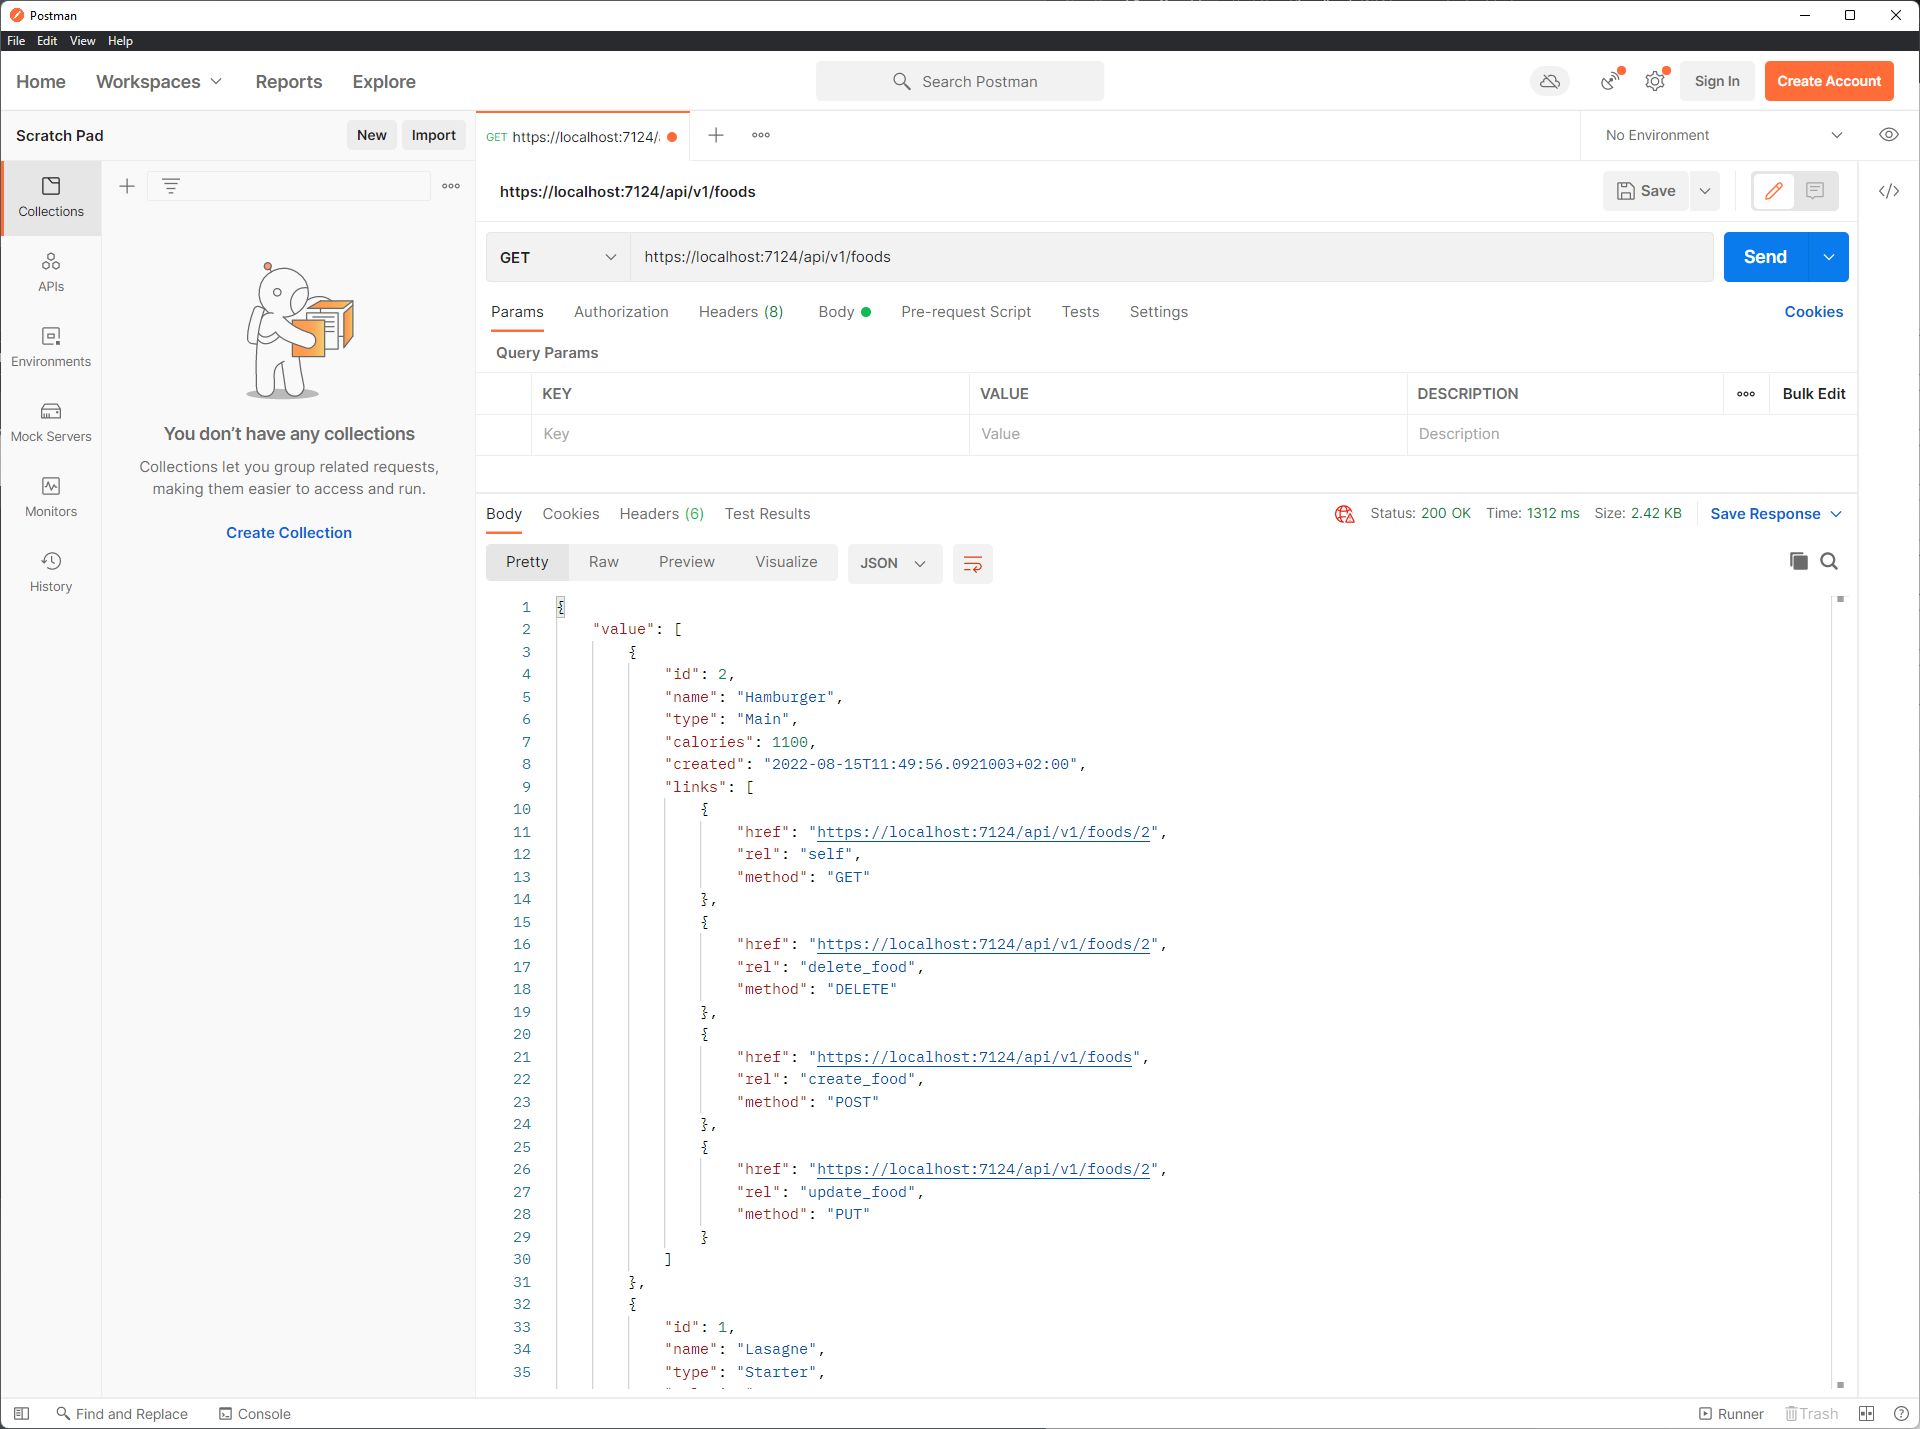 Postman
File Edit View Help
Home Workspaces Reports Explore Search Postman Sign In Create Account
Scratch Pad New Import GET https://localhost:7124/ No Environment
https://localhost:7124/api/v1/foods Save
Collections
APIs
Environments
Mock Servers
Monitors
History
You don’t have any collections
Collections let you group related requests,
making them easier to access and run.
Create Collection
GET https://localhost:7124/api/v1/foods Send
Params Authorization Headers (8) Body Pre-request Script Tests Settings Cookies
Query Params
KEY VALUE DESCRIPTION Bulk Edit
Key Value Description
Body Cookies Headers (6) Test Results Status: 200 OK Time: 1312 ms Size: 2.42 KB Save Response
Pretty Raw Preview Visualize JSON
1 {
2 "value": [
3 {
4 "id": 2,
5 "name": "Hamburger",
6 "type": "Main",
7 "calories": 1100,
8 "created": "2022-08-15T11:49:56.0921003+02:00",
9 "links": [
10 {
11 "href": "https://localhost:7124/api/v1/foods/2",
12 "rel": "self",
13 "method": "GET"
14 },
15 {
16 "href": "https://localhost:7124/api/v1/foods/2",
17 "rel": "delete_food",
18 "method": "DELETE"
19 },
20 {
21 "href": "https://localhost:7124/api/v1/foods",
22 "rel": "create_food",
23 "method": "POST"
24 },
25 {
26 "href": "https://localhost:7124/api/v1/foods/2",
27 "rel": "update_food",
28 "method": "PUT"
29 }
30 ]
31 },
32 {
33 "id": 1,
34 "name": "Lasagne",
35 "type": "Starter",
Find and Replace Console Runner Trash